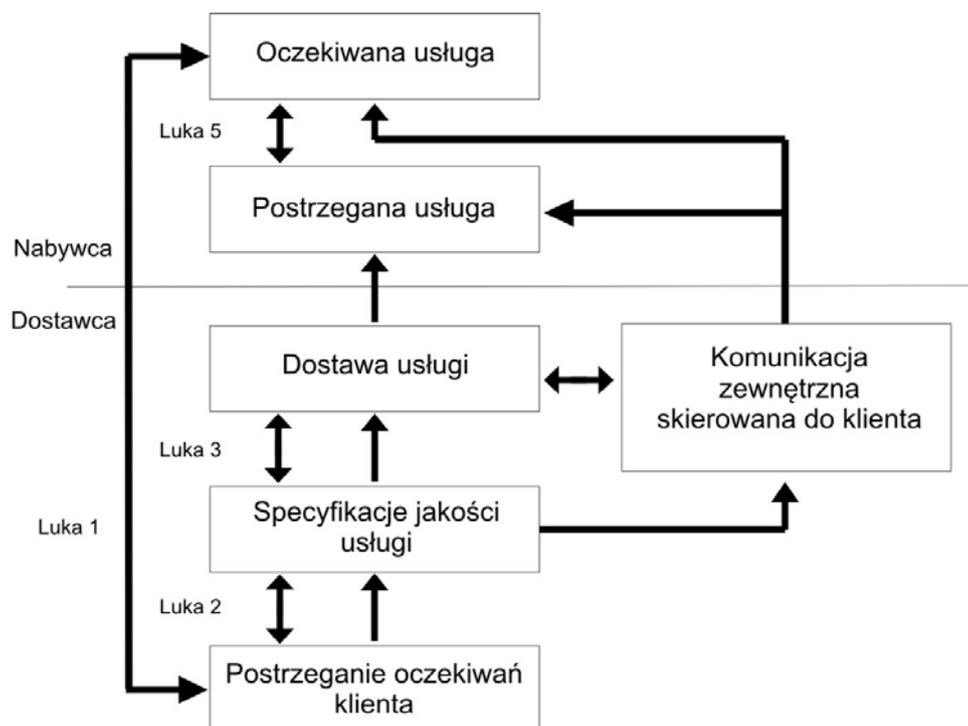 Oczekiwana usługa
Luka 5
Postrzegana usługa
Nabywca
Dostawca
Dostawa usługi
Komunikacja
zewnętrzna
skierowana do klienta
Luka 3
Specyfikacje jakości
usługi
Luka 1
Luka 2
Postrzeganie oczekiwań
klienta